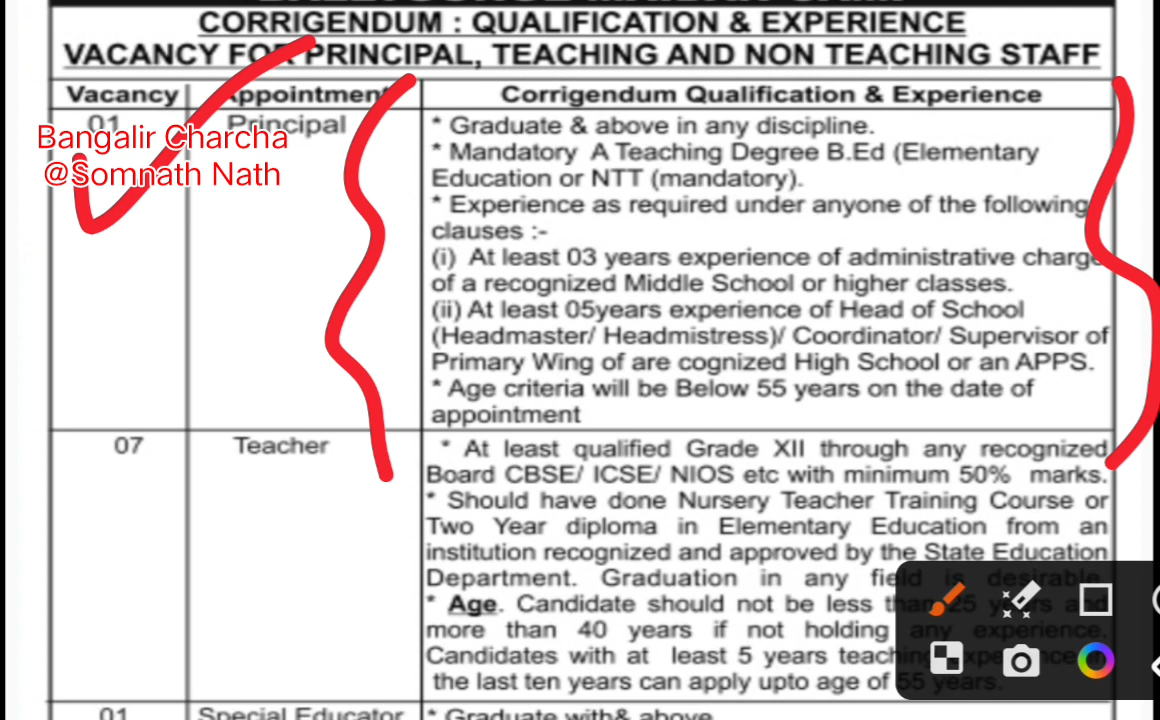 CORRIGENDUM : QUALIFICATION & EXPERIENCE
VACANCY FOR PRINCIPAL, TEACHING AND NON TEACHING STAFF
Vacancy Appointment Corrigendum Qualification & Experience
01 Principal
Bangalir Charcha
@Somnath Nath
* Graduate & above in any discipline.
* Mandatory A Teaching Degree B.Ed (Elementary
Education or NTT (mandatory).
* Experience as required under anyone of the following
clauses :-
(i) At least 03 years experience of administrative charge
of a recognized Middle School or higher classes.
(ii) At least 05years experience of Head of School
(Headmaster/ Headmistress)/ Coordinator/ Supervisor of
Primary Wing of are cognized High School or an APPS.
* Age criteria will be Below 55 years on the date of
appointment
07 Teacher
* At least qualified Grade XII through any recognized
Board CBSE/ ICSE/ NIOS etc with minimum 50% marks.
* Should have done Nursery Teacher Training Course or
Two Year diploma in Elementary Education from an
institution recognized and approved by the State Education
Department. Graduation in any field is desirable.
* Age. Candidate should not be less than 25 years and
more than 40 years if not holding any experience.
Candidates with at least 5 years teaching experience
the last ten years can apply upto age of 55 years.
01 Special Educator * Graduate with& above